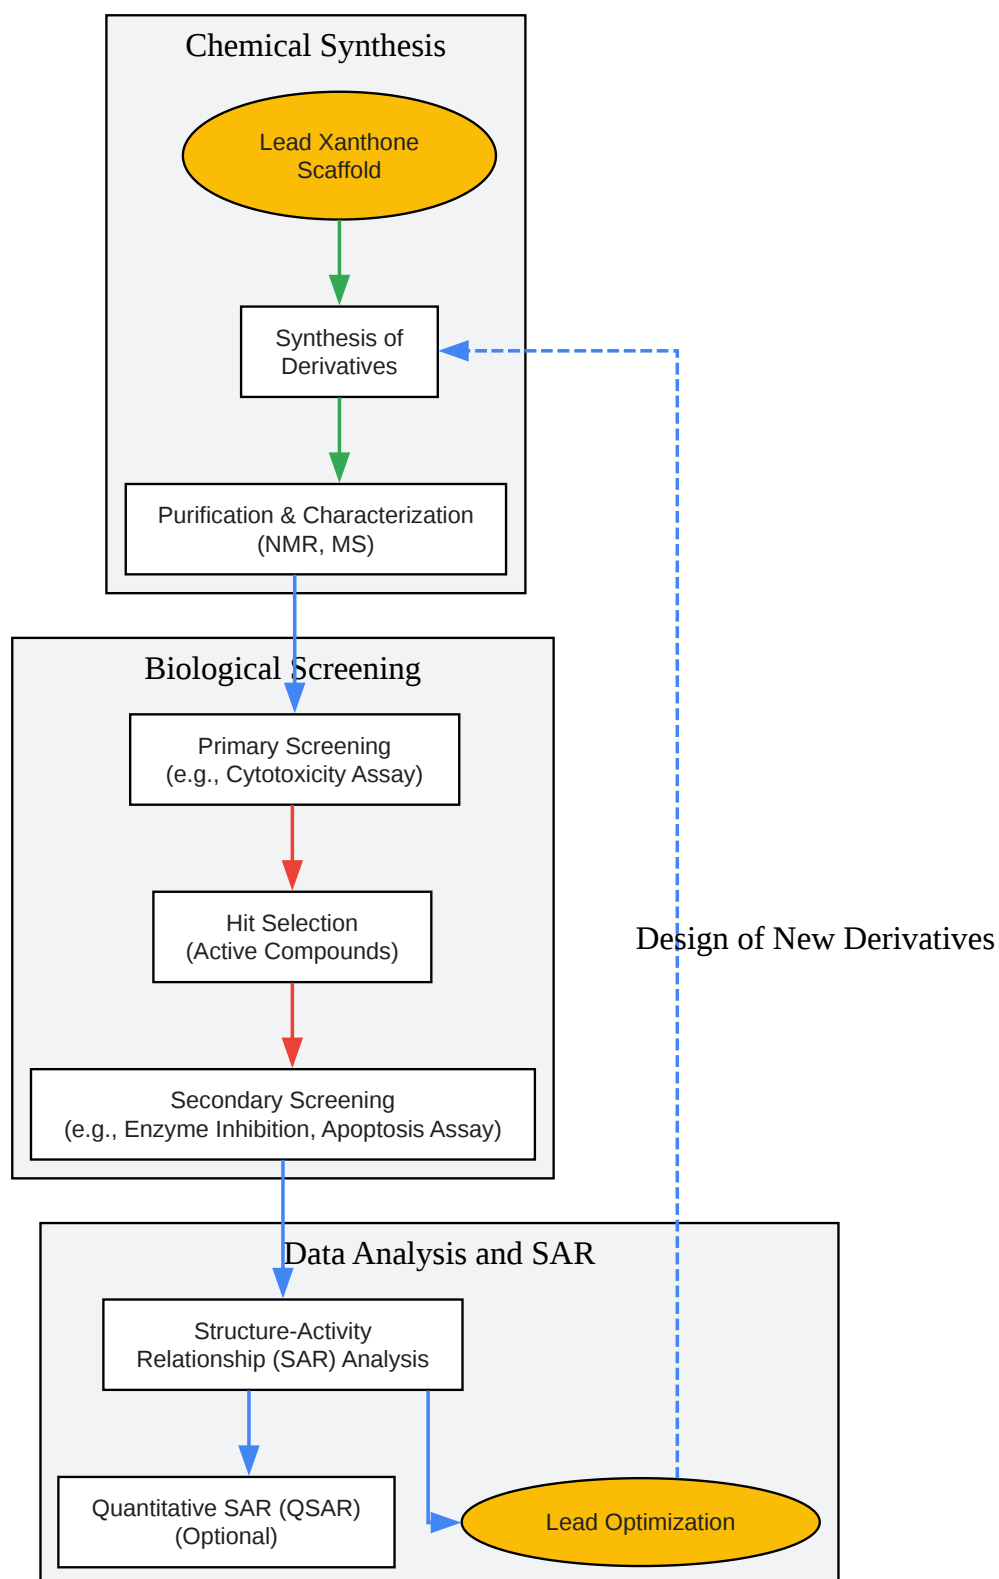 Chemical Synthesis
Lead Xanthone
Scaffold
Synthesis of
Derivatives
Purification & Characterization
(NMR, MS)
Biological Screening
Primary Screening
(e.g., Cytotoxicity Assay)
Hit Selection
(Active Compounds)
Design of New Derivatives
Secondary Screening
(e.g., Enzyme Inhibition, Apoptosis Assay)
Data Analysis and SAR
Structure-Activity
Relationship (SAR) Analysis
Quantitative SAR (QSAR)
(Optional)
Lead Optimization